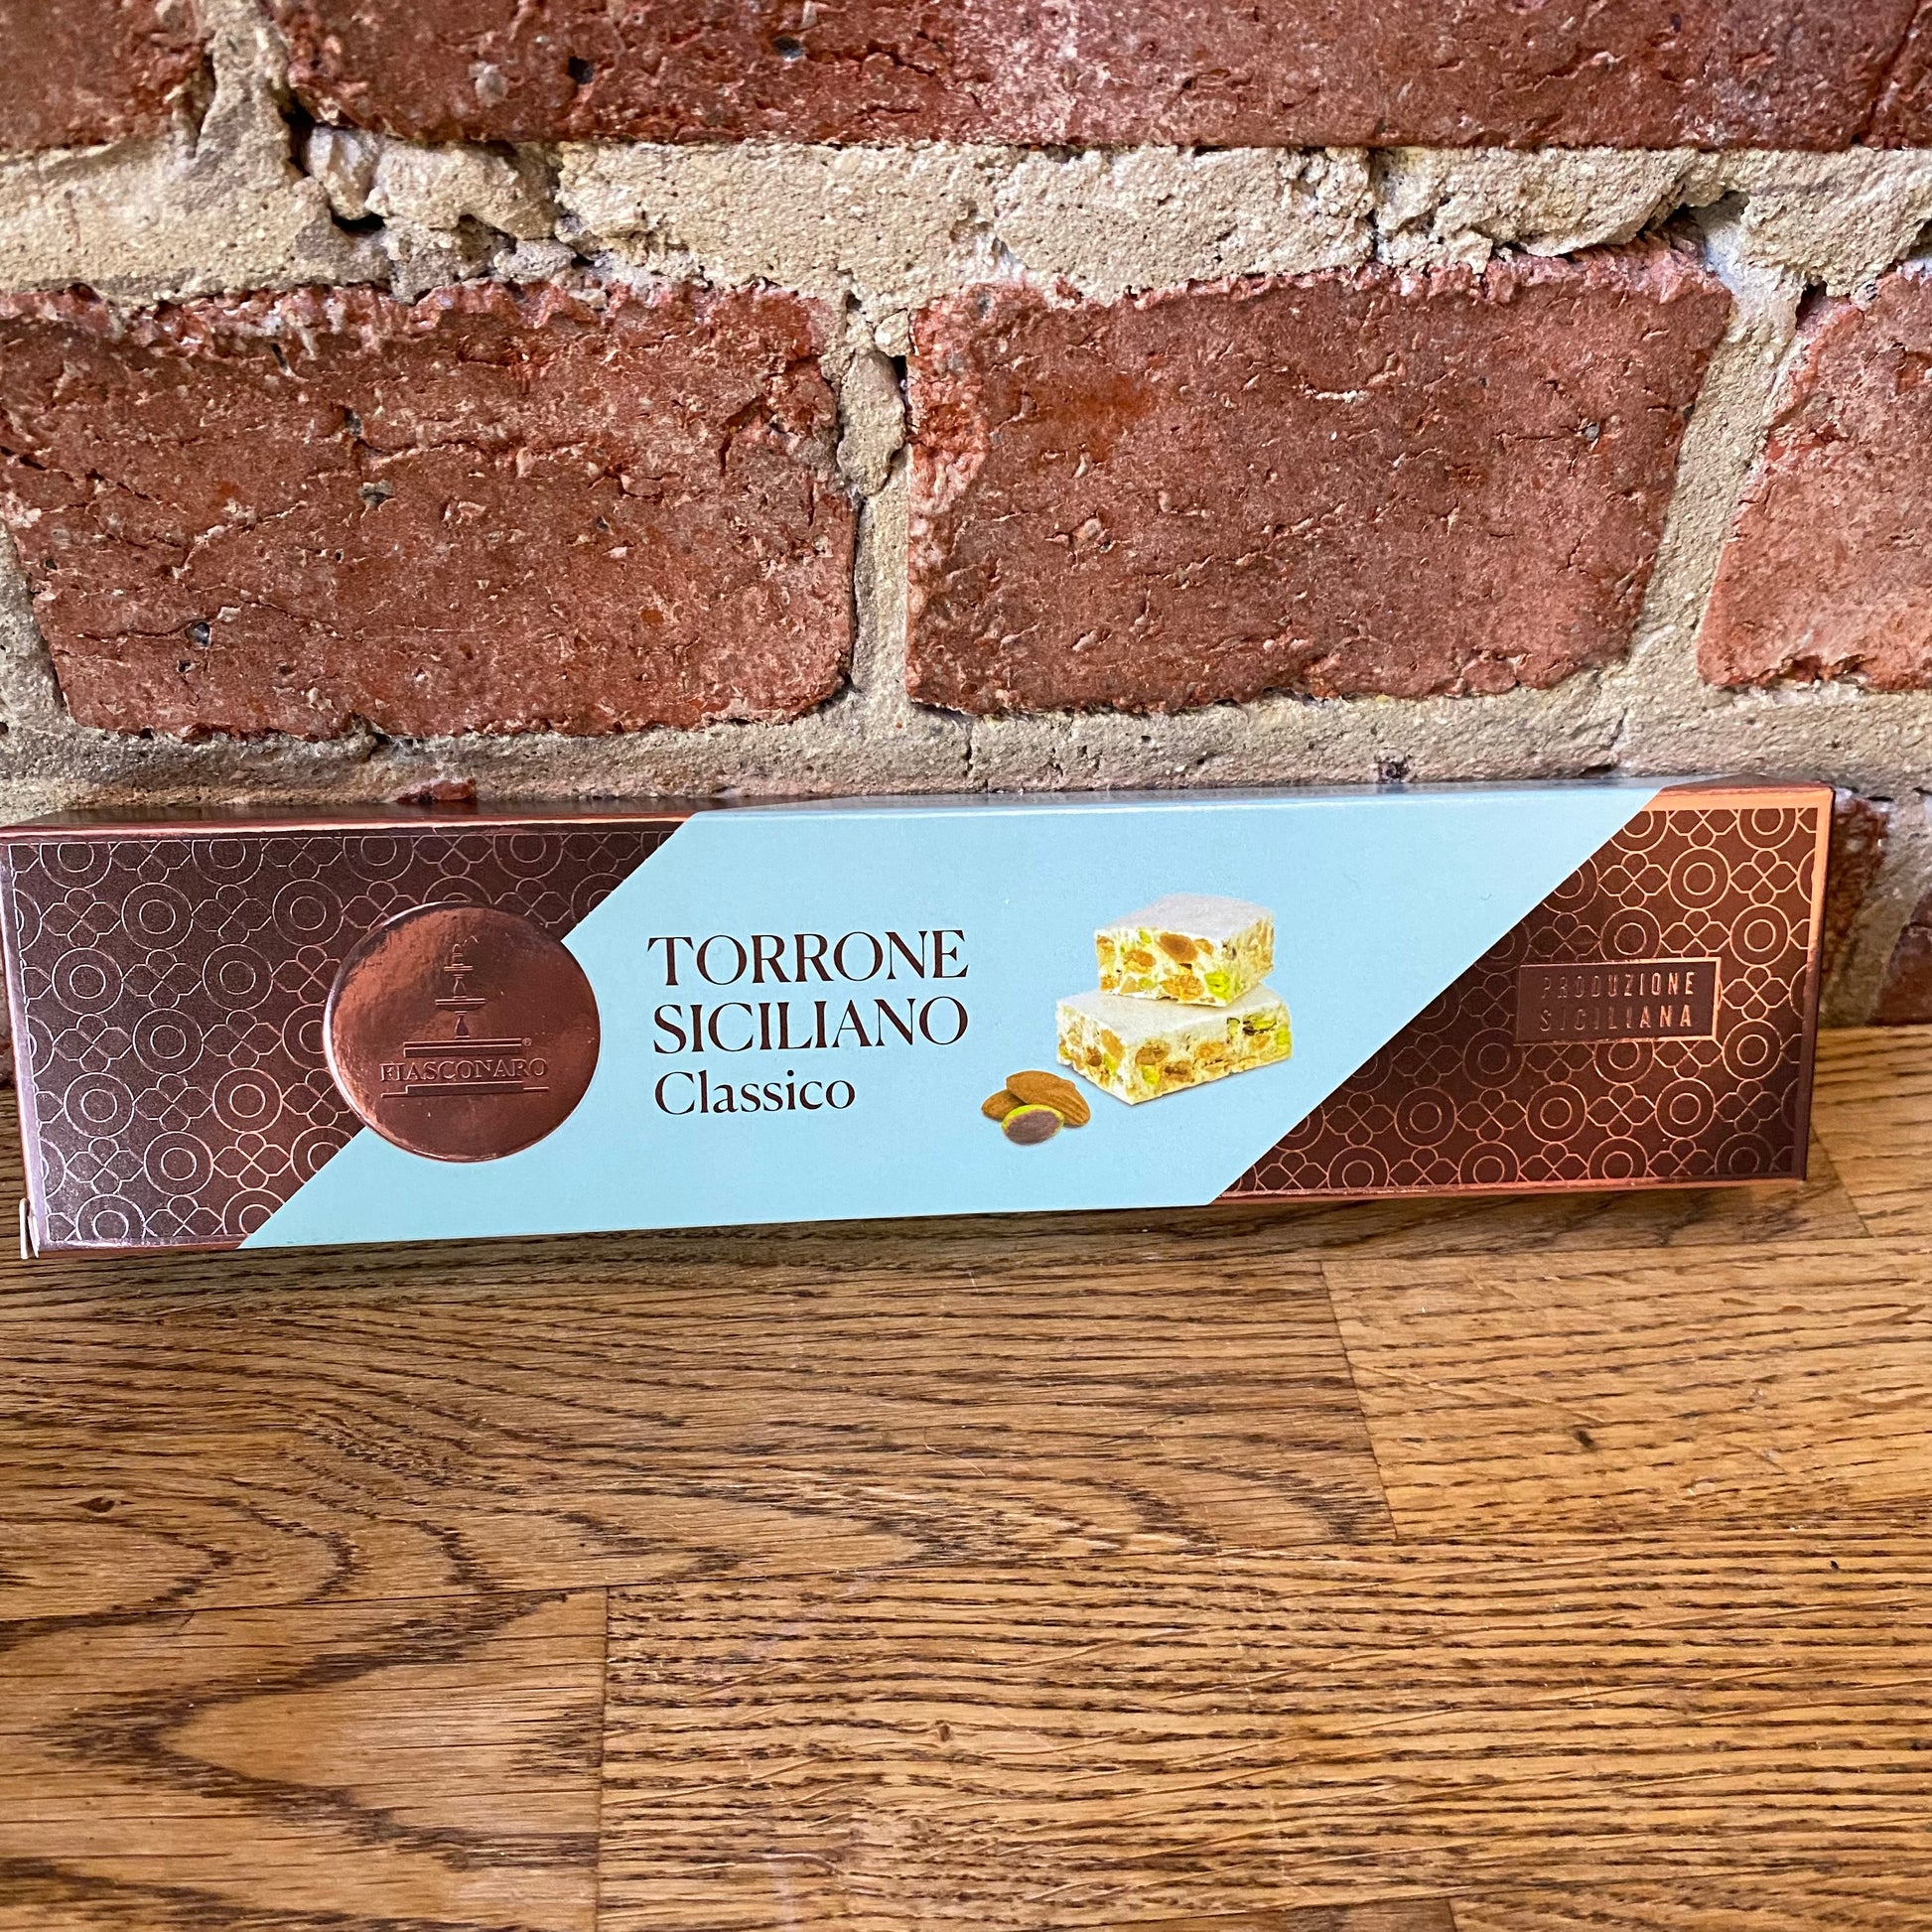 FIASCONARO
TORRONE
SICILIANO
Classico
PRODUZIONE
SICILIANA